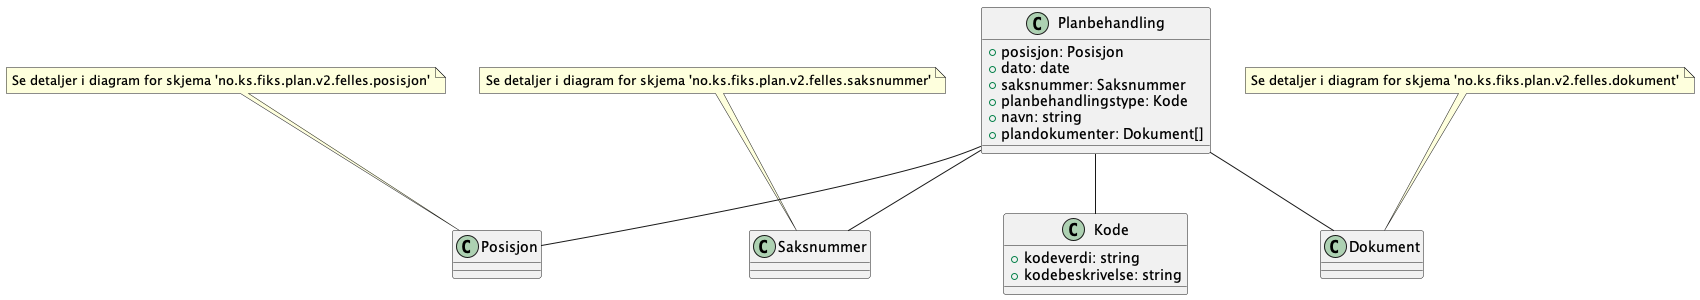 C Planbehandling
posisjon: Posisjon
dato: date
saksnummer: Saksnummer
planbehandlingstype: Kode
navn: string
plandokumenter: Dokument[]
Se detaljer i diagram for skjema 'no.ks.fiks.plan.v2.felles.posisjon'
Se detaljer i diagram for skjema 'no.ks.fiks.plan.v2.felles.saksnummer'
Se detaljer i diagram for skjema 'no.ks.fiks.plan.v2.felles.dokument'
C Posisjon
C Saksnummer
C Kode
kodeverdi: string
kodebeskrivelse: string
C Dokument